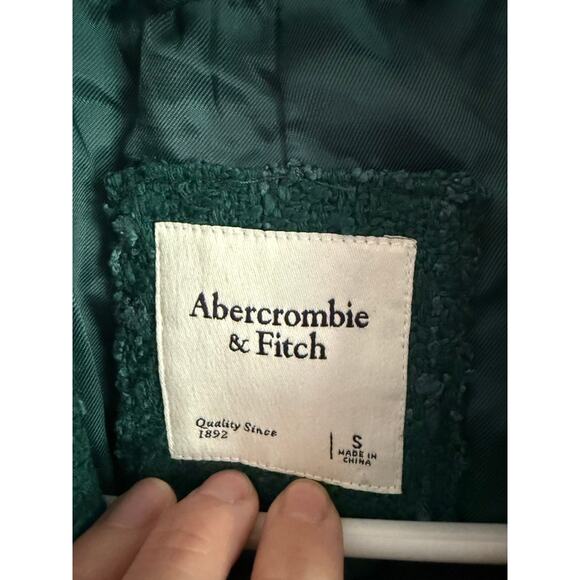 Abercrombie
& Fitch
Quality Since
1892
S
MADE IN
CHINA